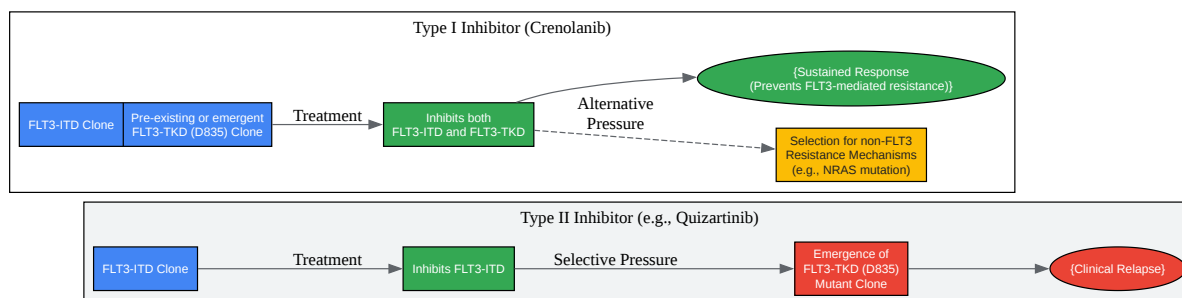 Type I Inhibitor (Crenolanib)
FLT3-ITD Clone
Pre-existing or emergent
FLT3-TKD (D835) Clone
Treatment
Inhibits both
FLT3-ITD and FLT3-TKD
{Sustained Response
(Prevents FLT3-mediated resistance)}
Alternative
Pressure
Selection for non-FLT3
Resistance Mechanisms
(e.g., NRAS mutation)
Type II Inhibitor (e.g., Quizartinib)
FLT3-ITD Clone
Treatment
Inhibits FLT3-ITD
Selective Pressure
Emergence of
FLT3-TKD (D835)
Mutant Clone
{Clinical Relapse}